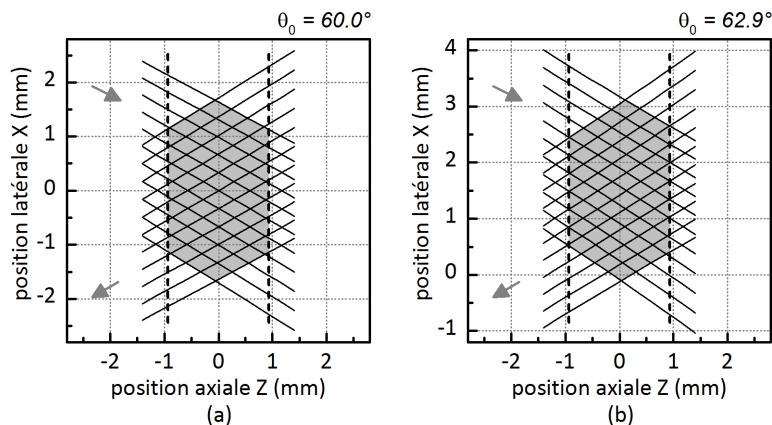 θ0 = 60.0°
position latérale X (mm)
2
1
0
-1
-2
-2 -1 0 1 2
position axiale Z (mm)
(a)
θ0 = 62.9°
position latérale X (mm)
4
3
2
1
0
-1
-2 -1 0 1 2
position axiale Z (mm)
(b)